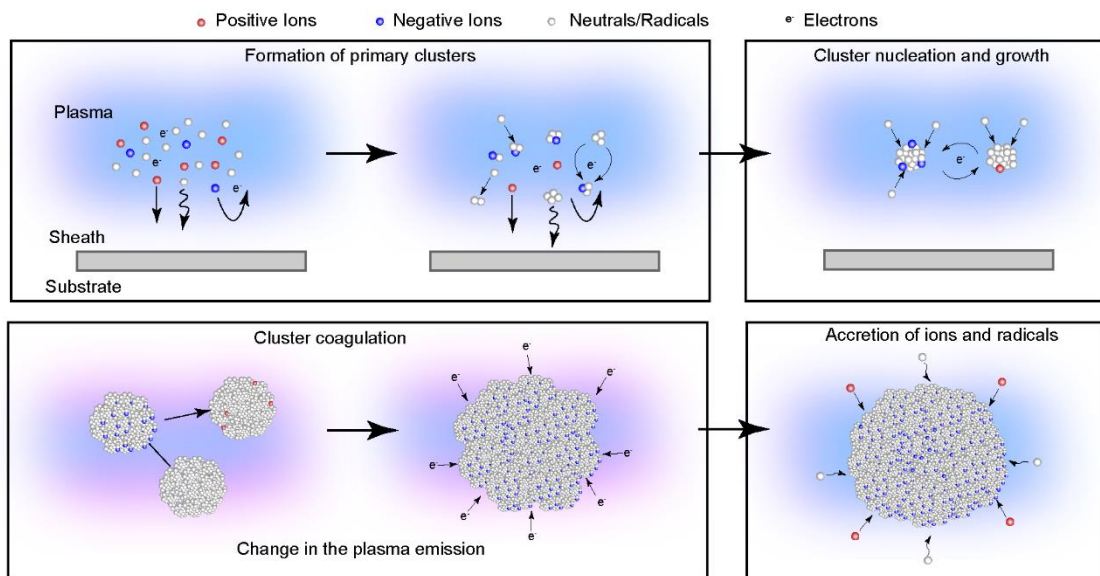 Positive Ions Negative Ions Neutrals/Radicals e- Electrons
Formation of primary clusters
Cluster nucleation and growth
Plasma
e-
e-
e-
e-
e-
e-
Sheath
Substrate
Cluster coagulation
Accretion of ions and radicals
e-
e-
e-
e-
e-
e-
e-
e-
Change in the plasma emission